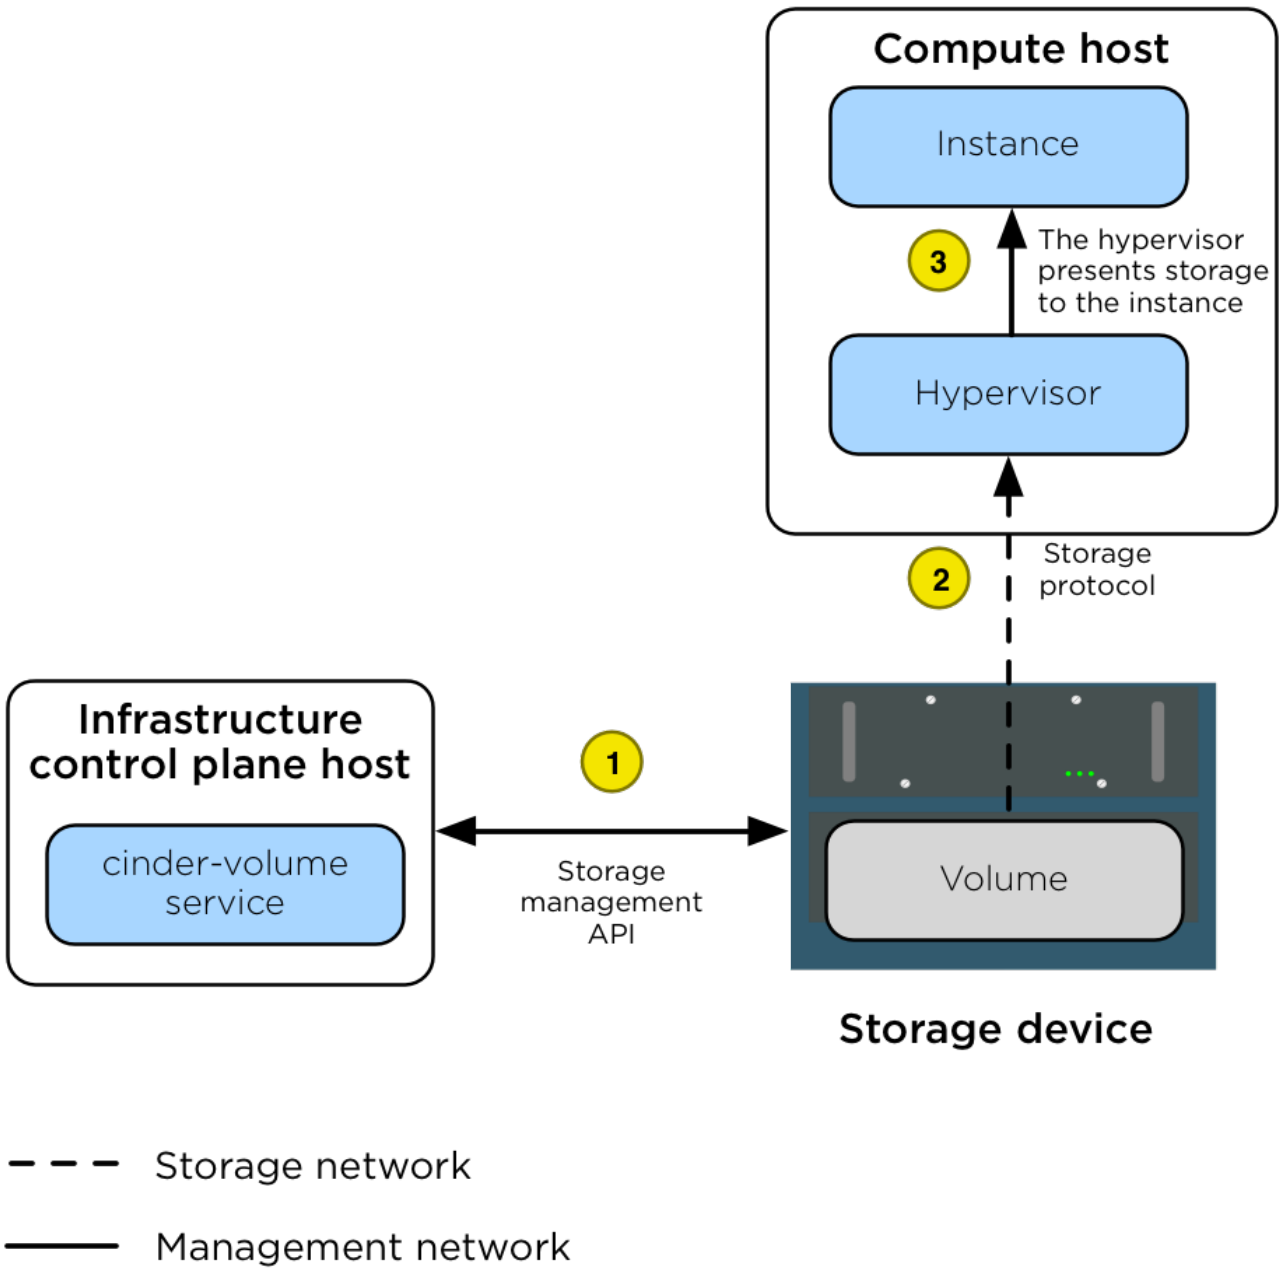 Compute host
Instance
3
The hypervisor
presents storage
to the instance
Hypervisor
2
Storage
protocol
Infrastructure
control plane host
cinder-volume
service
1
Storage
management
API
Volume
Storage device
Storage network
Management network